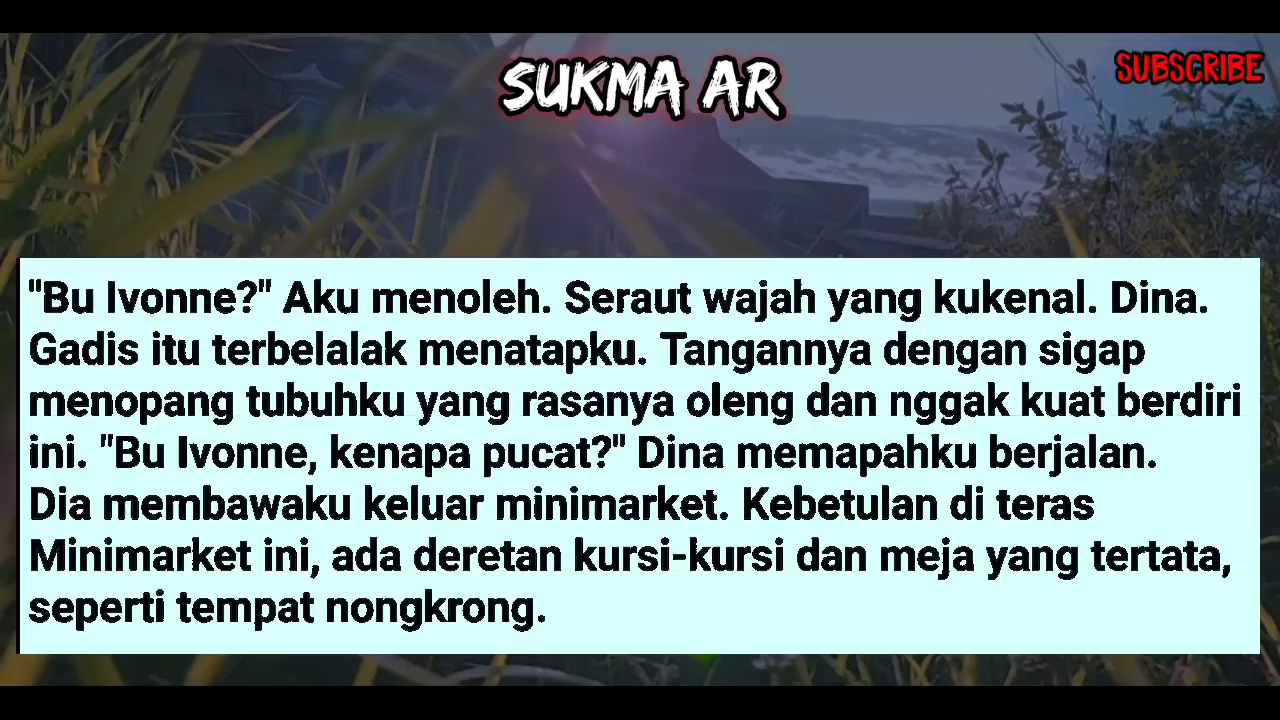 SUKMA AR
SUBSCRIBE
"Bu Ivonne?" Aku menoleh. Seraut wajah yang kukenal. Dina.
Gadis itu terbelalak menatapku. Tangannya dengan sigap
menopang tubuhku yang rasanya oleng dan nggak kuat berdiri
ini. "Bu Ivonne, kenapa pucat?" Dina memapahku berjalan.
Dia membawaku keluar minimarket. Kebetulan di teras
Minimarket ini, ada deretan kursi-kursi dan meja yang tertata,
seperti tempat nongkrong.